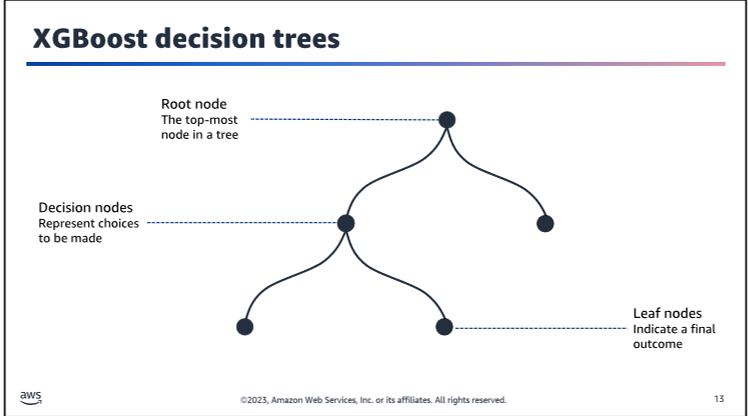 XGBoost decision trees
Root node
The top-most
node in a tree
Decision nodes
Represent choices
to be made
Leaf nodes
Indicate a final
outcome
aws
©2023, Amazon Web Services, Inc. or its affiliates. All rights reserved.
13